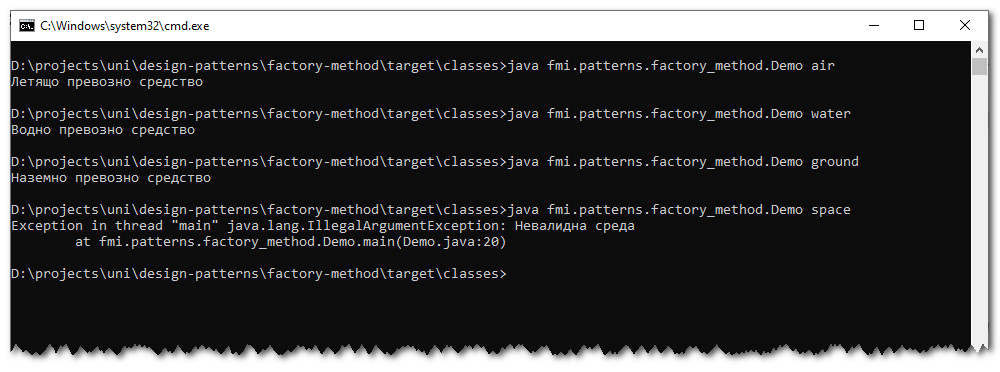 C:\Windows\system32\cmd.exe
D:\projects\uni\design-patterns\factory-method\target\classes>java fmi.patterns.factory_method.Demo air
Летящо превозно средство
D:\projects\uni\design-patterns\factory-method\target\classes>java fmi.patterns.factory_method.Demo water
Водно превозно средство
D:\projects\uni\design-patterns\factory-method\target\classes>java fmi.patterns.factory_method.Demo ground
Наземно превозно средство
D:\projects\uni\design-patterns\factory-method\target\classes>java fmi.patterns.factory_method.Demo space
Exception in thread "main" java.lang.IllegalArgumentException: Невалидна среда
        at fmi.patterns.factory_method.Demo.main(Demo.java:20)
D:\projects\uni\design-patterns\factory-method\target\classes>